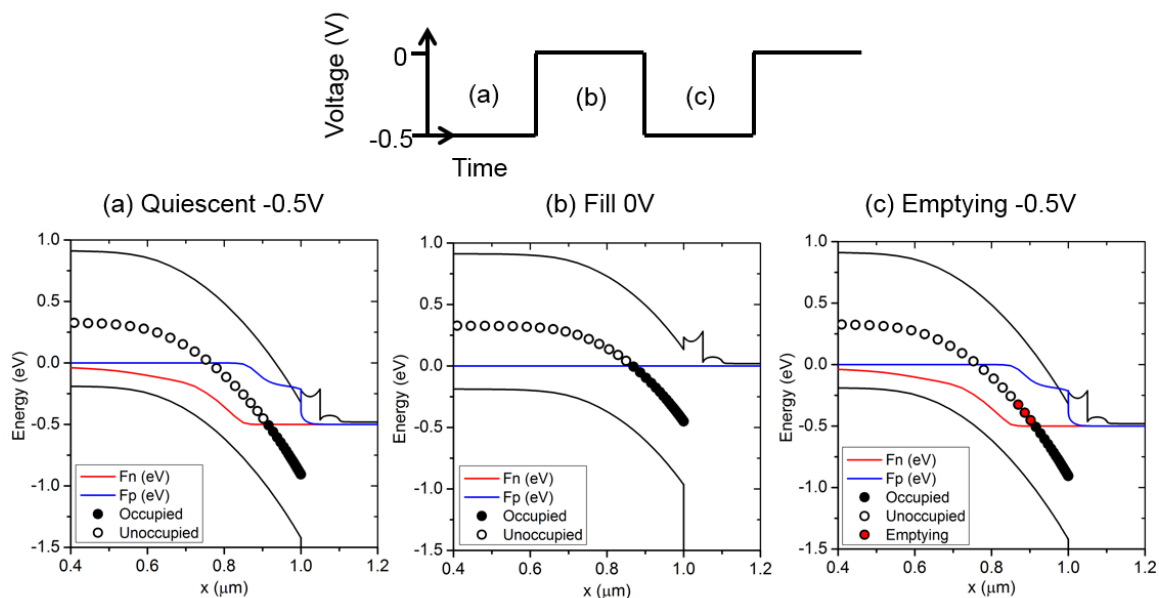 Voltage (V)
0
-0.5
(a)
(b)
(c)
Time
(a) Quiescent -0.5V
Energy (eV)
1.0
0.5
0.0
-0.5
-1.0
-1.5
Fn (eV)
Fp (eV)
Occupied
Unoccupied
0.4 0.6 0.8 1.0 1.2
x (μm)
(b) Fill 0V
Energy (eV)
1.0
0.5
0.0
-0.5
-1.0
-1.5
Fn (eV)
Fp (eV)
Occupied
Unoccupied
0.4 0.6 0.8 1.0 1.2
x (μm)
(c) Emptying -0.5V
Energy (eV)
1.0
0.5
0.0
-0.5
-1.0
-1.5
Fn (eV)
Fp (eV)
Occupied
Unoccupied
Emptying
0.4 0.6 0.8 1.0 1.2
x (μm)